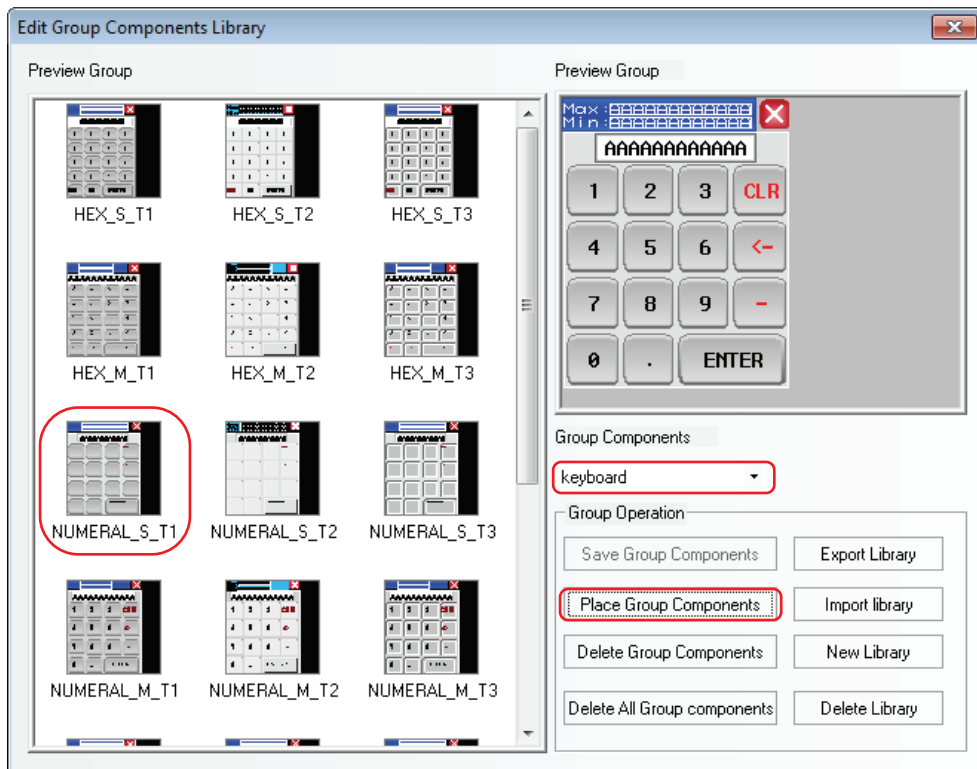 Edit Group Components Library
Preview Group
HEX_S_T1 HEX_S_T2 HEX_S_T3
HEX_M_T1 HEX_M_T2 HEX_M_T3
NUMERAL_S_T1 NUMERAL_S_T2 NUMERAL_S_T3
NUMERAL_M_T1 NUMERAL_M_T2 NUMERAL_M_T3
Preview Group
Max:AAAAAAAAAAAA
Min:AAAAAAAAAAAA
AAAAAAAAAAAA
1 2 3 CLR
4 5 6 <-
7 8 9 -
0 . ENTER
Group Components
keyboard
Group Operation
Save Group Components Export Library
Place Group Components Import library
Delete Group Components New Library
Delete All Group components Delete Library